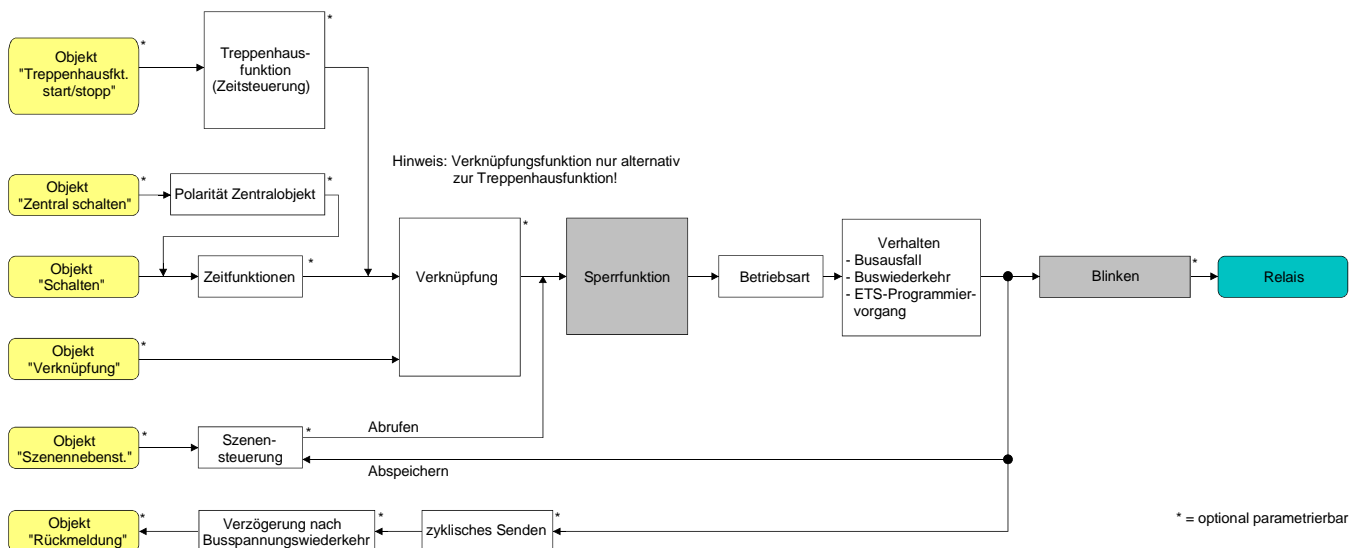 *
*
Objekt
"Treppenhausfkt.
start/stopp"
Treppenhaus-
funktion
(Zeitsteuerung)
Hinweis: Verknüpfungsfunktion nur alternativ
zur Treppenhausfunktion!
*
*
Objekt
"Zentral schalten"
Polarität Zentralobjekt
*
*
Objekt
"Schalten"
Zeitfunktionen
*
Verknüpfung
Sperrfunktion
Betriebsart
Verhalten
- Busausfall
- Buswiederkehr
- ETS-Programmier-
vorgang
*
Blinken
Relais
*
Objekt
"Verknüpfung"
*
*
Objekt
"Szenennebenst."
Szenen-
steuerung
Abrufen
Abspeichern
*
*
*
Objekt
"Rückmeldung"
Verzögerung nach
Busspannungswiederkehr
zyklisches Senden
* = optional parametrierbar